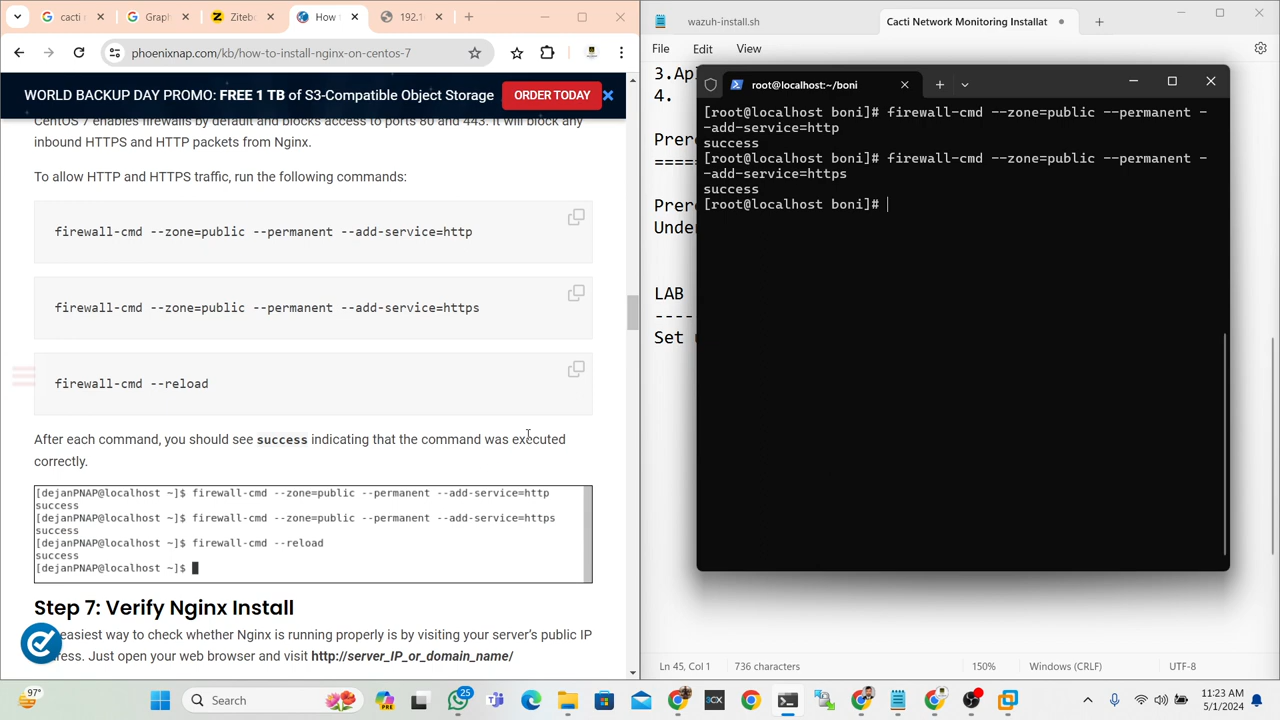 cacti
Graph
Ziteb
How
192.1
phoenixnap.com/kb/how-to-install-nginx-on-centos-7
WORLD BACKUP DAY PROMO: FREE 1 TB of S3-Compatible Object Storage
ORDER TODAY
CentOS 7 enables firewalls by default and blocks access to ports 80 and 443. It will block any
inbound HTTPS and HTTP packets from Nginx.
To allow HTTP and HTTPS traffic, run the following commands:
firewall-cmd --zone=public --permanent --add-service=http
firewall-cmd --zone=public --permanent --add-service=https
firewall-cmd --reload
After each command, you should see success indicating that the command was executed
correctly.
[dejanPNAP@localhost ~]$ firewall-cmd --zone=public --permanent --add-service=http
success
[dejanPNAP@localhost ~]$ firewall-cmd --zone=public --permanent --add-service=https
success
[dejanPNAP@localhost ~]$ firewall-cmd --reload
success
[dejanPNAP@localhost ~]$
Step 7: Verify Nginx Install
easiest way to check whether Nginx is running properly is by visiting your server's public IP
ress. Just open your web browser and visit http://server_IP_or_domain_name/
wazuh-install.sh
Cacti Network Monitoring Installat
File Edit View
3.Ap
4.
Prer
=====
Prer
Unde
LAB
----
Set
root@localhost:~/boni
[root@localhost boni]# firewall-cmd --zone=public --permanent -
-add-service=http
success
[root@localhost boni]# firewall-cmd --zone=public --permanent -
-add-service=https
success
[root@localhost boni]#
Ln 45, Col 1
736 characters
150%
Windows (CRLF)
UTF-8
97°
Search
PRE
25
3CX
11:23 AM
5/1/2024